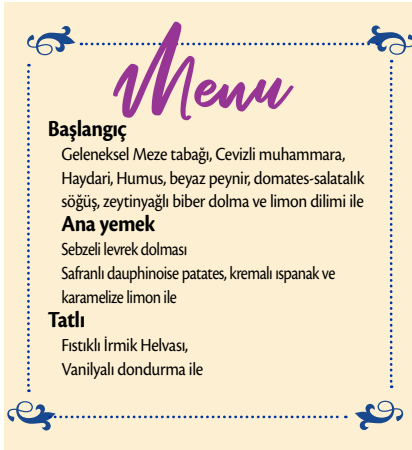 Menu
Başlangıç
Geleneksel Meze tabağı, Cevizli muhammara,
Haydari, Humus, beyaz peynir, domates-salatalık
söğüş, zeytinyağlı biber dolma ve limon dilimi ile
Ana yemek
Sebzeli levrek dolması
Safranlı dauphinoise patates, kremalı ıspanak ve
karamelize limon ile
Tatlı
Fıstıklı İrmik Helvası,
Vanilyalı dondurma ile